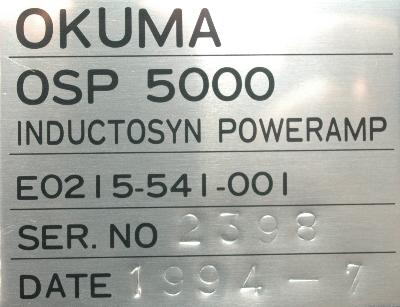 OKUMA
OSP 5000
INDUCTOSYN POWERAMP
E0215-541-001
SER. NO 2398
DATE 1994-7